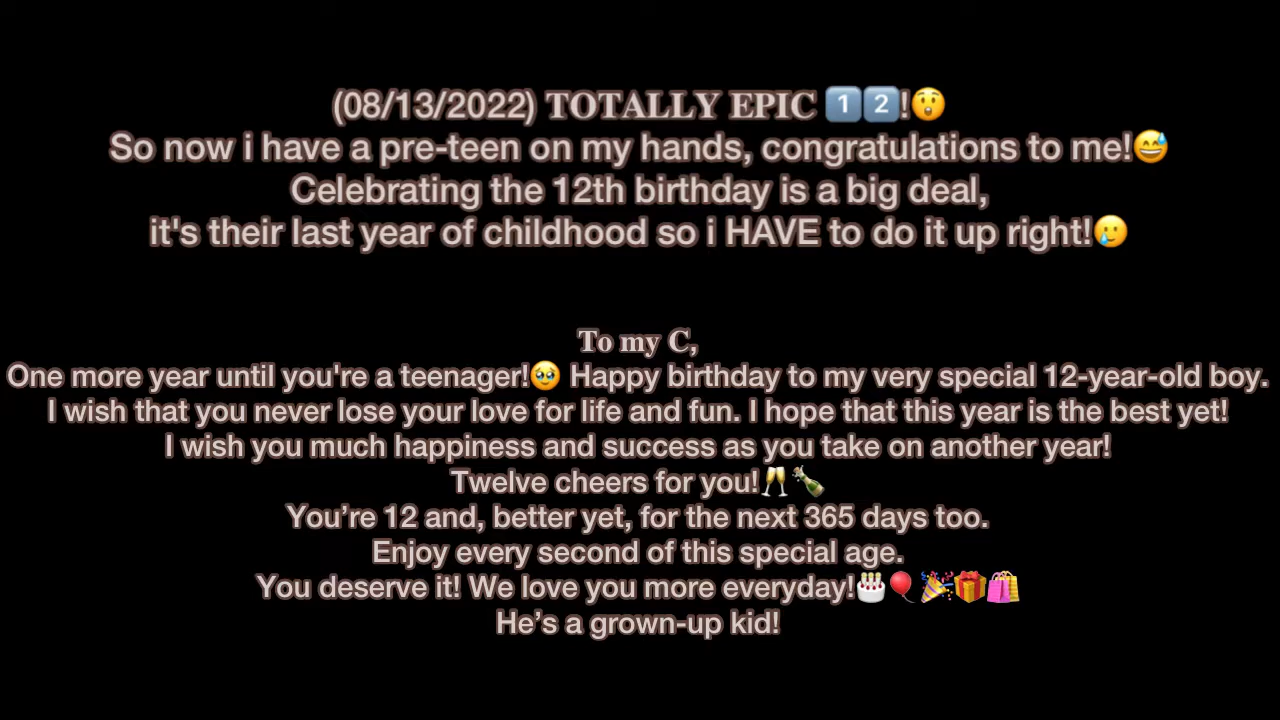 (08/13/2022) TOTALLY EPIC 1️⃣2️⃣!😲
So now i have a pre-teen on my hands, congratulations to me!😅
Celebrating the 12th birthday is a big deal,
it's their last year of childhood so i HAVE to do it up right!🥲
To my C,
One more year until you're a teenager!🥹 Happy birthday to my very special 12-year-old boy.
I wish that you never lose your love for life and fun. I hope that this year is the best yet!
I wish you much happiness and success as you take on another year!
Twelve cheers for you!🥂🍾
You’re 12 and, better yet, for the next 365 days too.
Enjoy every second of this special age.
You deserve it! We love you more everyday!🎂🎈🎉🎁🛍️
He’s a grown-up kid!